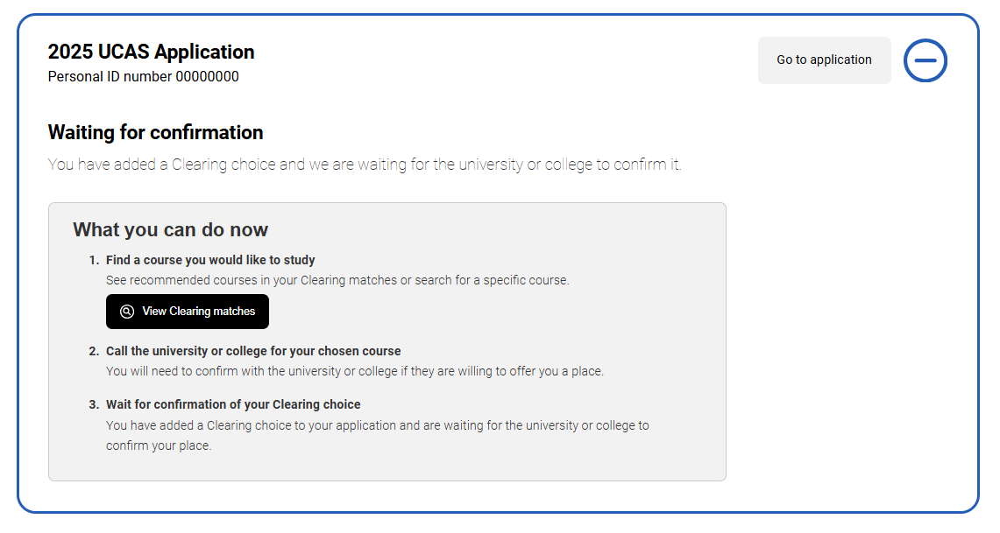 2025 UCAS Application
Personal ID number 00000000
Go to application
Waiting for confirmation
You have added a Clearing choice and we are waiting for the university or college to confirm it.
What you can do now
1. Find a course you would like to study
See recommended courses in your Clearing matches or search for a specific course.
View Clearing matches
2. Call the university or college for your chosen course
You will need to confirm with the university or college if they are willing to offer you a place.
3. Wait for confirmation of your Clearing choice
You have added a Clearing choice to your application and are waiting for the university or college to
confirm your place.